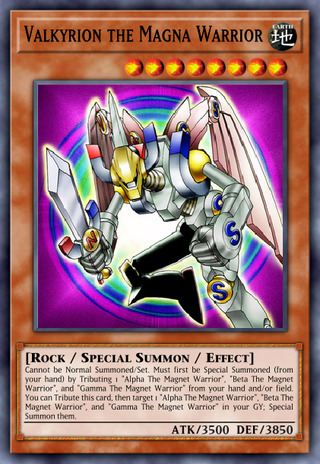 VALKYRION THE MAGNA WARRIOR
EARTH
地
N
S
S
[ROCK / SPECIAL SUMMON / EFFECT]
Cannot be Normal Summoned/Set. Must first be Special Summoned (from
your hand) by Tributing 1 "Alpha The Magnet Warrior", "Beta The Magnet
Warrior", and "Gamma The Magnet Warrior" from your hand and/or field.
You can Tribute this card, then target 1 "Alpha The Magnet Warrior", "Beta The Magnet
Warrior", and "Gamma The Magnet Warrior" in your GY; Special
Summon them.
ATK/3500 DEF/3850